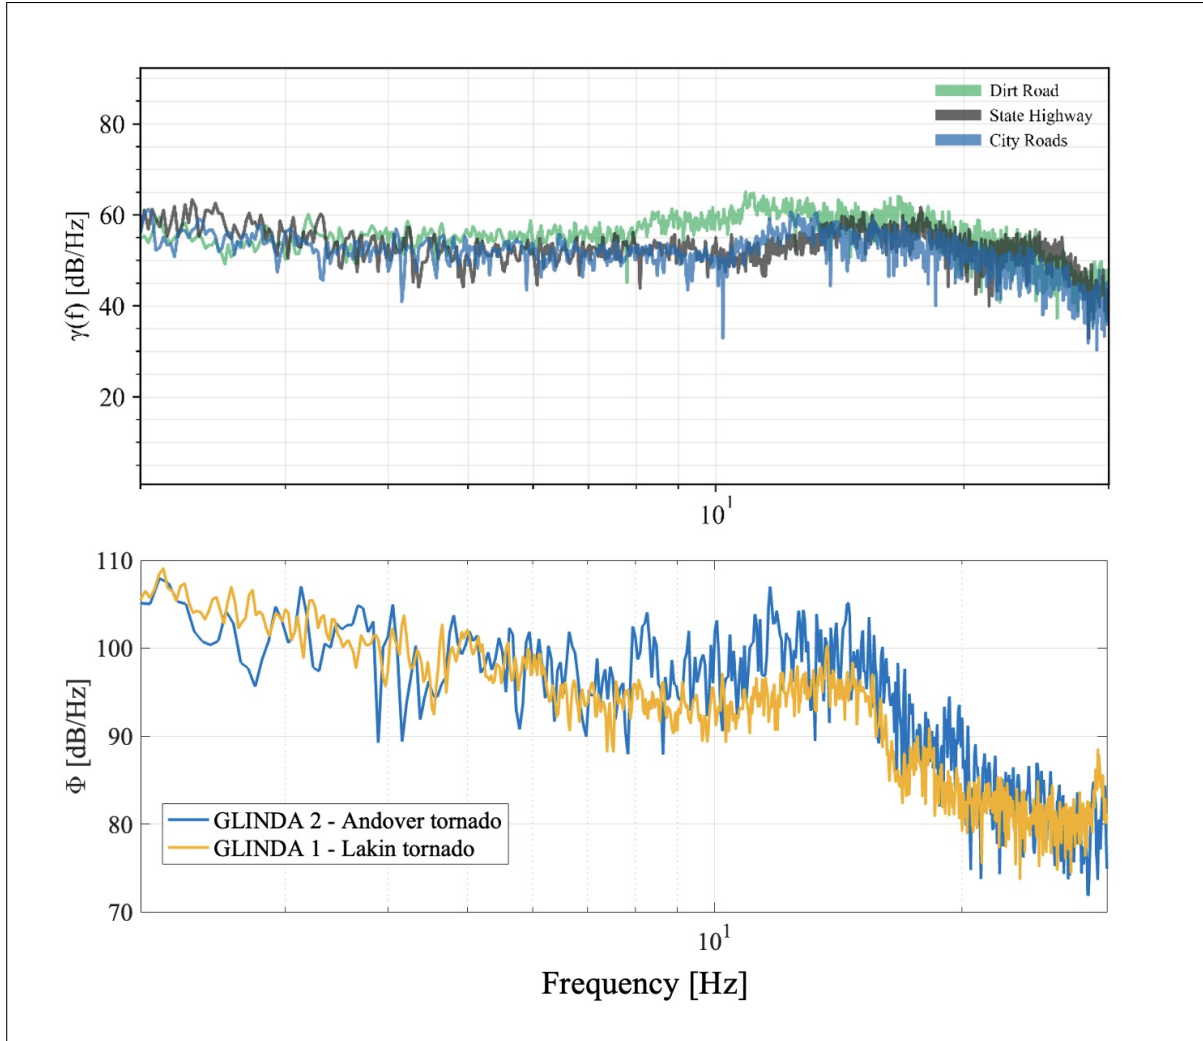 Dirt Road
State Highway
City Roads
80
60
40
20
γ(f) [dB/Hz]
10¹
110
100
90
80
70
Φ [dB/Hz]
GLINDA 2 - Andover tornado
GLINDA 1 - Lakin tornado
10¹
Frequency [Hz]